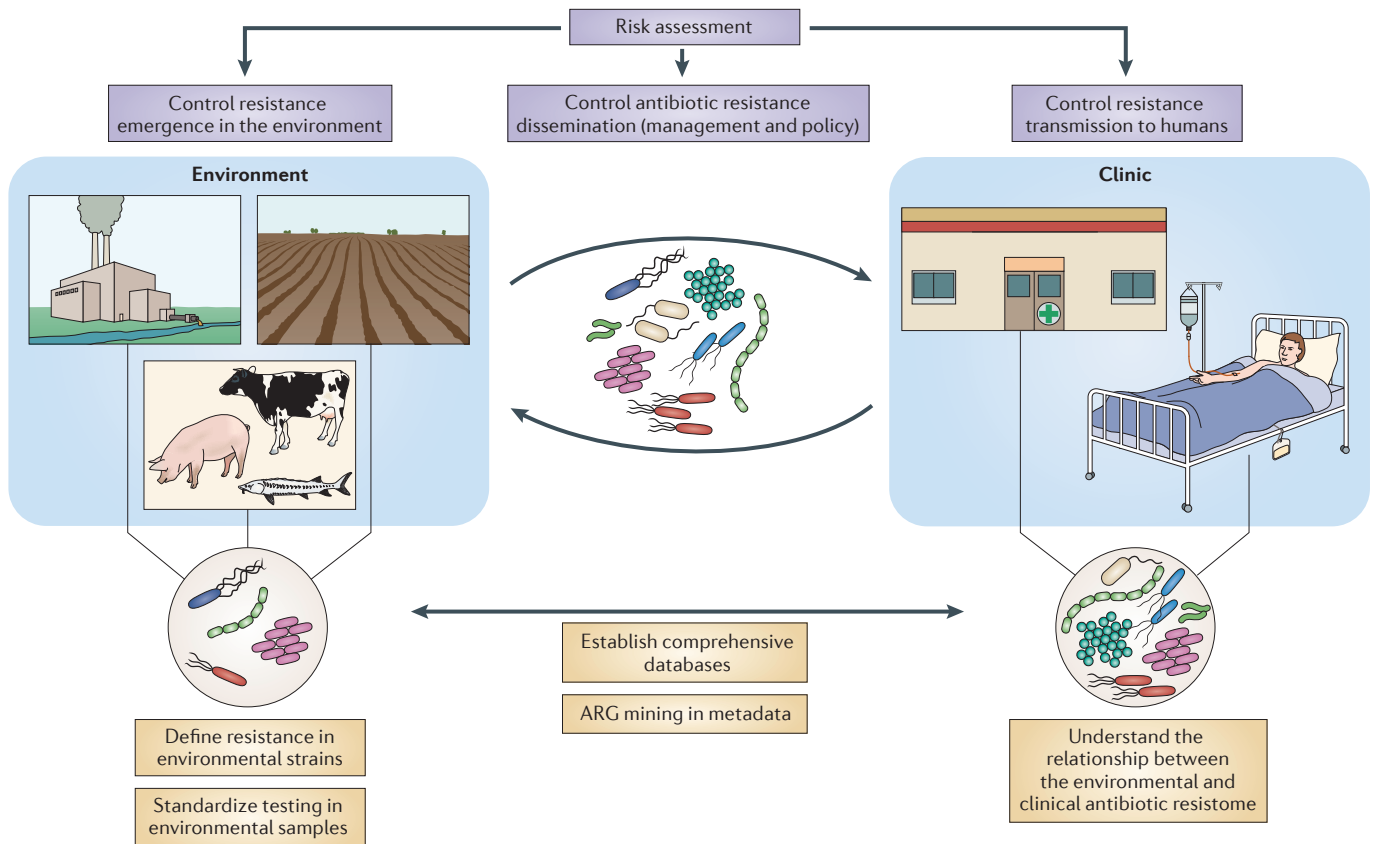 Risk assessment
Control resistance
emergence in the environment
Control antibiotic resistance
dissemination (management and policy)
Control resistance
transmission to humans
Environment
Clinic
Establish comprehensive
databases
ARG mining in metadata
Define resistance in
environmental strains
Standardize testing in
environmental samples
Understand the
relationship between
the environmental and
clinical antibiotic resistome